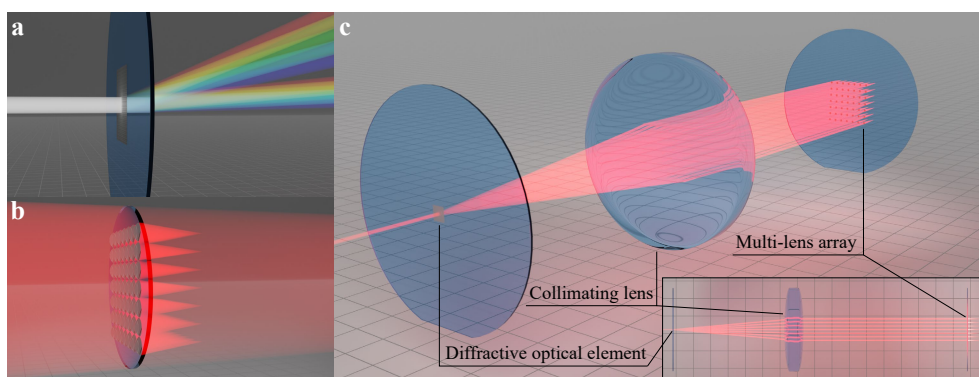 a
b
c
Multi-lens array
Collimating lens
Diffractive optical element